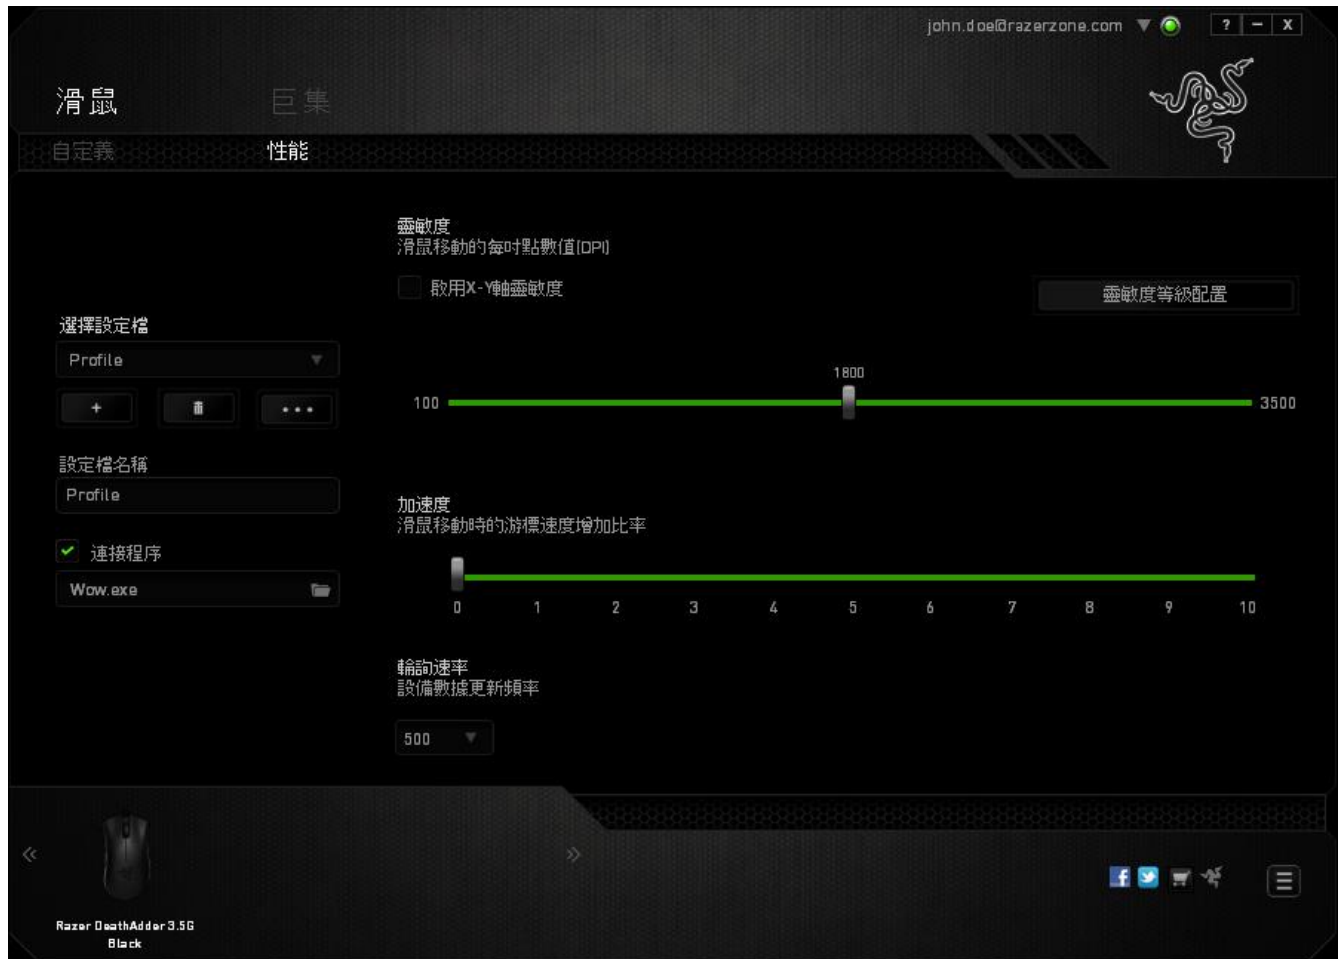 john.doe@razerzone.com
? – X
滑鼠 巨集
自定義 性能
靈敏度
滑鼠移動的每吋點數值(DPI)
啟用X-Y軸靈敏度
靈敏度等級配置
選擇設定檔
Profile
1800
100 3500
設定檔名稱
Profile
加速度
滑鼠移動時的游標速度增加比率
連接程序
Wow.exe
0 1 2 3 4 5 6 7 8 9 10
輪詢速率
設備數據更新頻率
500
Razer DeathAdder 3.5G
Black